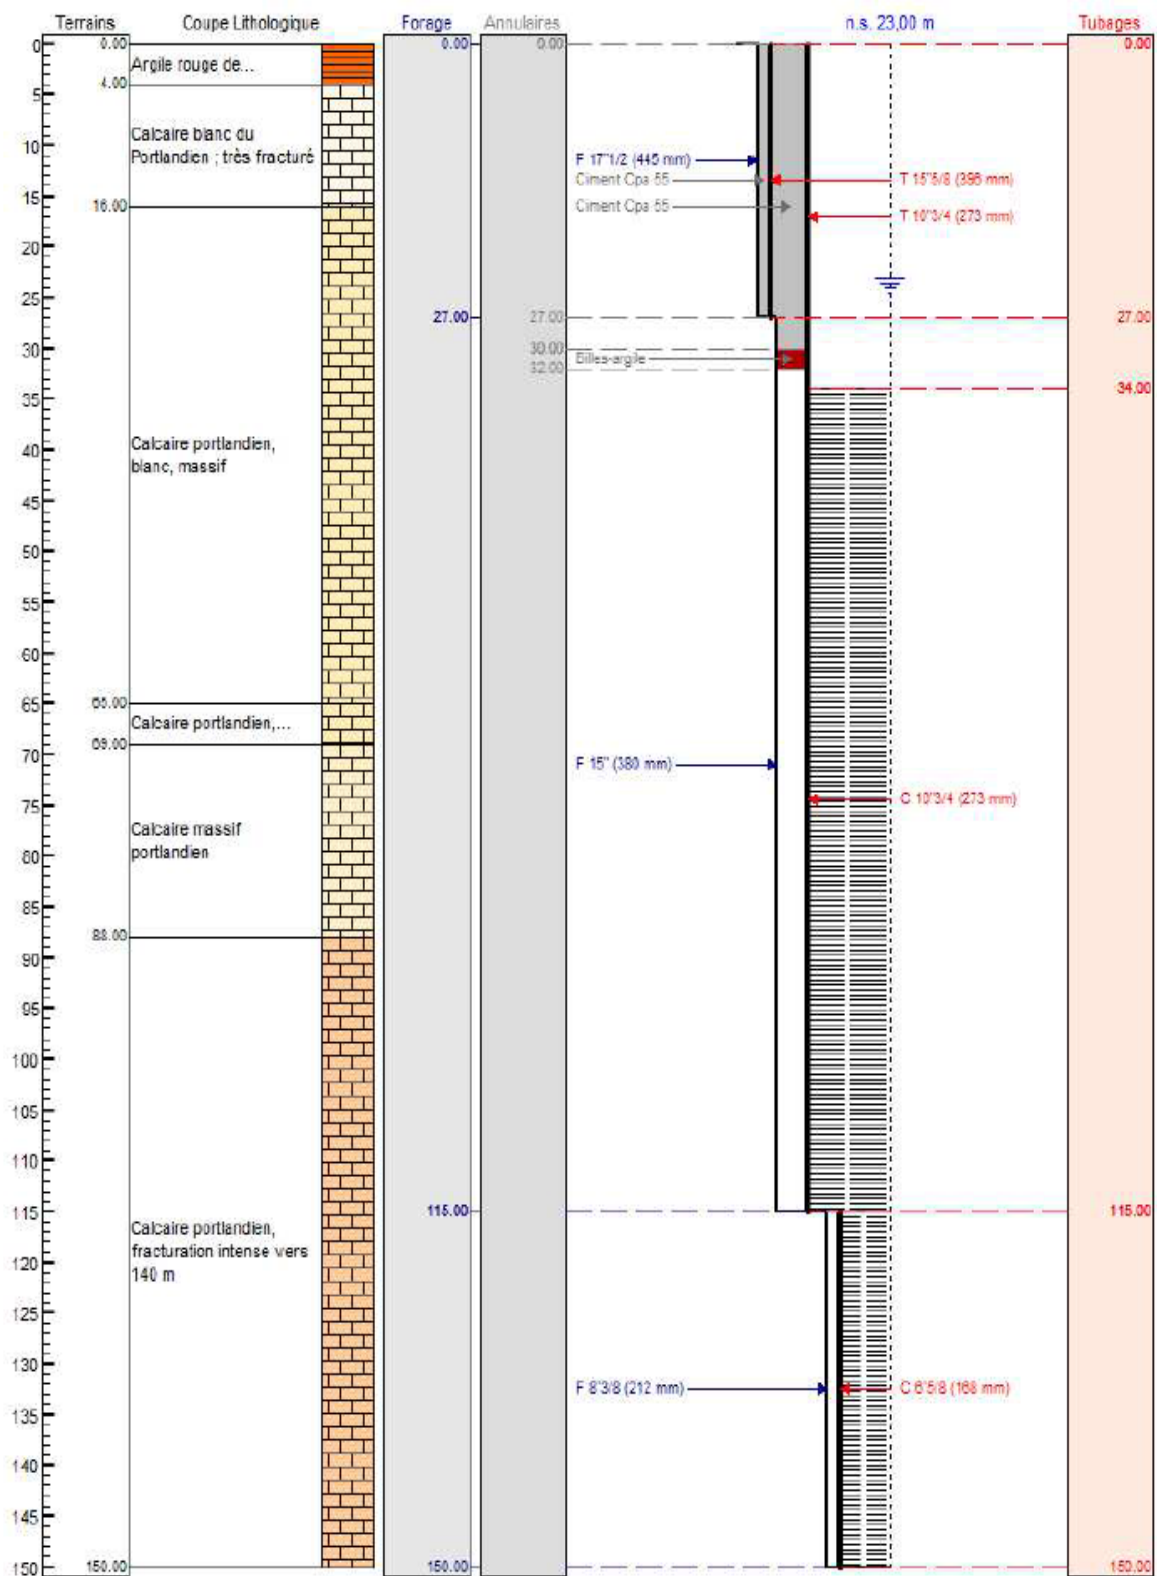 Terrains Coupe Lithologique Forage Annulaires n.s. 23,00 m Tubages
0 0.00 0.00 0.00 0.00
Argile rouge de...
4.00
5
Calcaire blanc du
Portlandien ; très fracturé
10
F 17"1/2 (445 mm)
Ciment Cpa 55 T 15"5/8 (396 mm)
15
16.00 Ciment Cpa 55 T 10"3/4 (273 mm)
20
25
27.00 27.00 27.00
30 30.00 Billes-argile
32.00
34.00
35
40
Calcaire portlandien,
blanc, massif
45
50
55
60
65 65.00
Calcaire portlandien,...
69.00
70
F 15" (380 mm)
75 C 10"3/4 (273 mm)
Calcaire massif
portlandien
80
85
88.00
90
95
100
105
110
115 115.00 115.00
Calcaire portlandien,
fracturation intense vers
140 m
120
125
130
F 8"3/8 (212 mm) C 6"5/8 (168 mm)
135
140
145
150 150.00 150.00 150.00